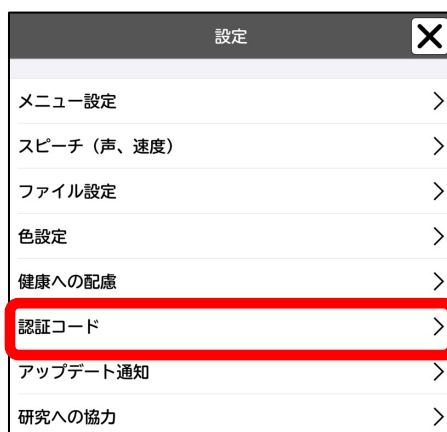 設定
メニュー設定
スピーチ（声、速度）
ファイル設定
色設定
健康への配慮
認証コード
アップデート通知
研究への協力